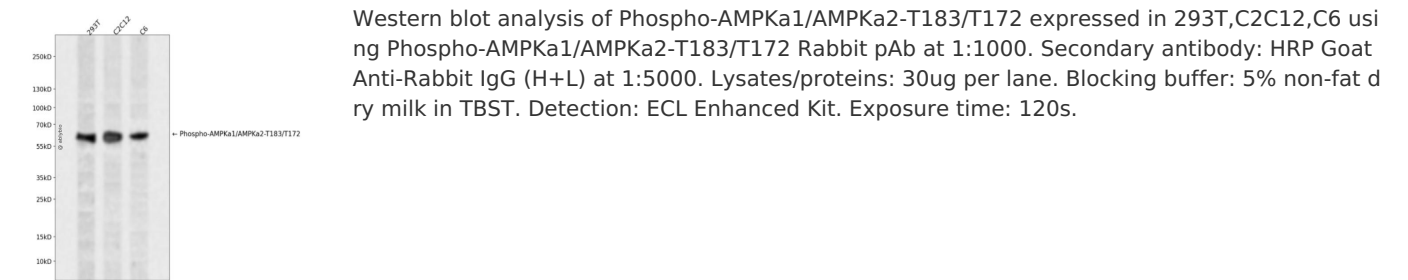 293T
C2C12
C6
250kD
130kD
100kD
70kD
55kD
35kD
25kD
15kD
10kD
← Phospho-AMPKa1/AMPKa2-T183/T172
Western blot analysis of Phospho-AMPKa1/AMPKa2-T183/T172 expressed in 293T,C2C12,C6 usi
ng Phospho-AMPKa1/AMPKa2-T183/T172 Rabbit pAb at 1:1000. Secondary antibody: HRP Goat
Anti-Rabbit IgG (H+L) at 1:5000. Lysates/proteins: 30ug per lane. Blocking buffer: 5% non-fat d
ry milk in TBST. Detection: ECL Enhanced Kit. Exposure time: 120s.